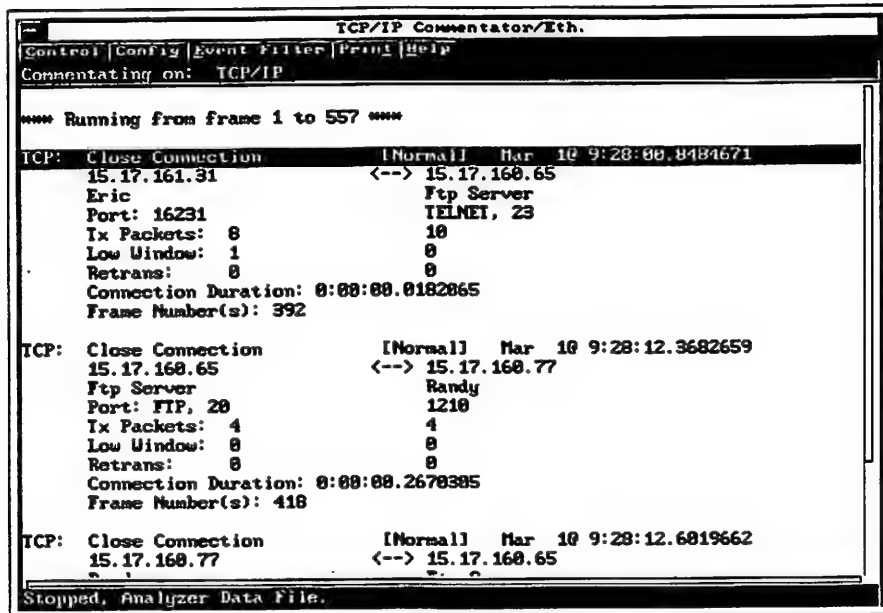 TCP/IP Commentator/Eth.
Control Config Event Filter Print Help
Commentating on: TCP/IP
*** Running from frame 1 to 557 ***
TCP: Close Connection [Normal] Mar 10 9:28:00.8484671
15.17.161.31 <--> 15.17.160.65
Eric Ftp Server
Port: 16231 TELNET, 23
Tx Packets: 8 10
Low Window: 1 0
Retrans: 0 0
Connection Duration: 0:00:00.0182065
Frame Number(s): 392
TCP: Close Connection [Normal] Mar 10 9:28:12.3682659
15.17.160.65 <--> 15.17.160.77
Ftp Server Randy
Port: FTP, 20 1210
Tx Packets: 4 4
Low Window: 0 0
Retrans: 0 0
Connection Duration: 0:00:00.2670305
Frame Number(s): 418
TCP: Close Connection [Normal] Mar 10 9:28:12.6019662
15.17.160.77 <--> 15.17.160.65
Stopped, Analyzer Data File.